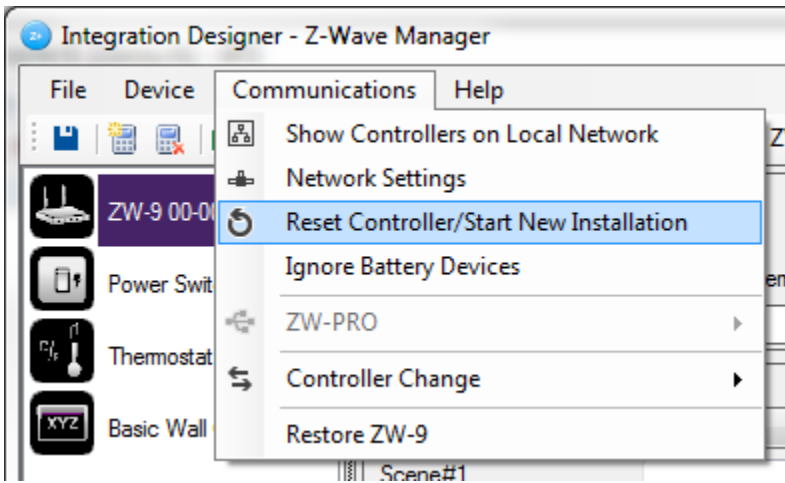 Integration Designer - Z-Wave Manager
File Device Communications Help
Show Controllers on Local Network
Network Settings
Reset Controller/Start New Installation
Ignore Battery Devices
ZW-PRO
Controller Change
Restore ZW-9
ZW-9 00-0
Power Swit
Thermostat
Basic Wall
XYZ
Scene#1